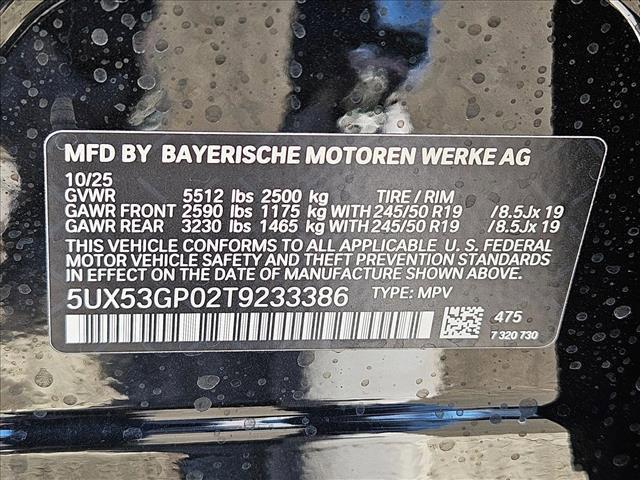 MFD BY BAYERISCHE MOTOREN WERKE AG
10/25
GVWR 5512 lbs 2500 kg TIRE / RIM
GAWR FRONT 2590 lbs 1175 kg WITH 245/50 R19 /8.5Jx 19
GAWR REAR 3230 lbs 1465 kg WITH 245/50 R19 /8.5Jx 19
THIS VEHICLE CONFORMS TO ALL APPLICABLE U. S. FEDERAL
MOTOR VEHICLE SAFETY AND THEFT PREVENTION STANDARDS
IN EFFECT ON THE DATE OF MANUFACTURE SHOWN ABOVE.
5UX53GP02T9233386 TYPE: MPV
475
7 320 730